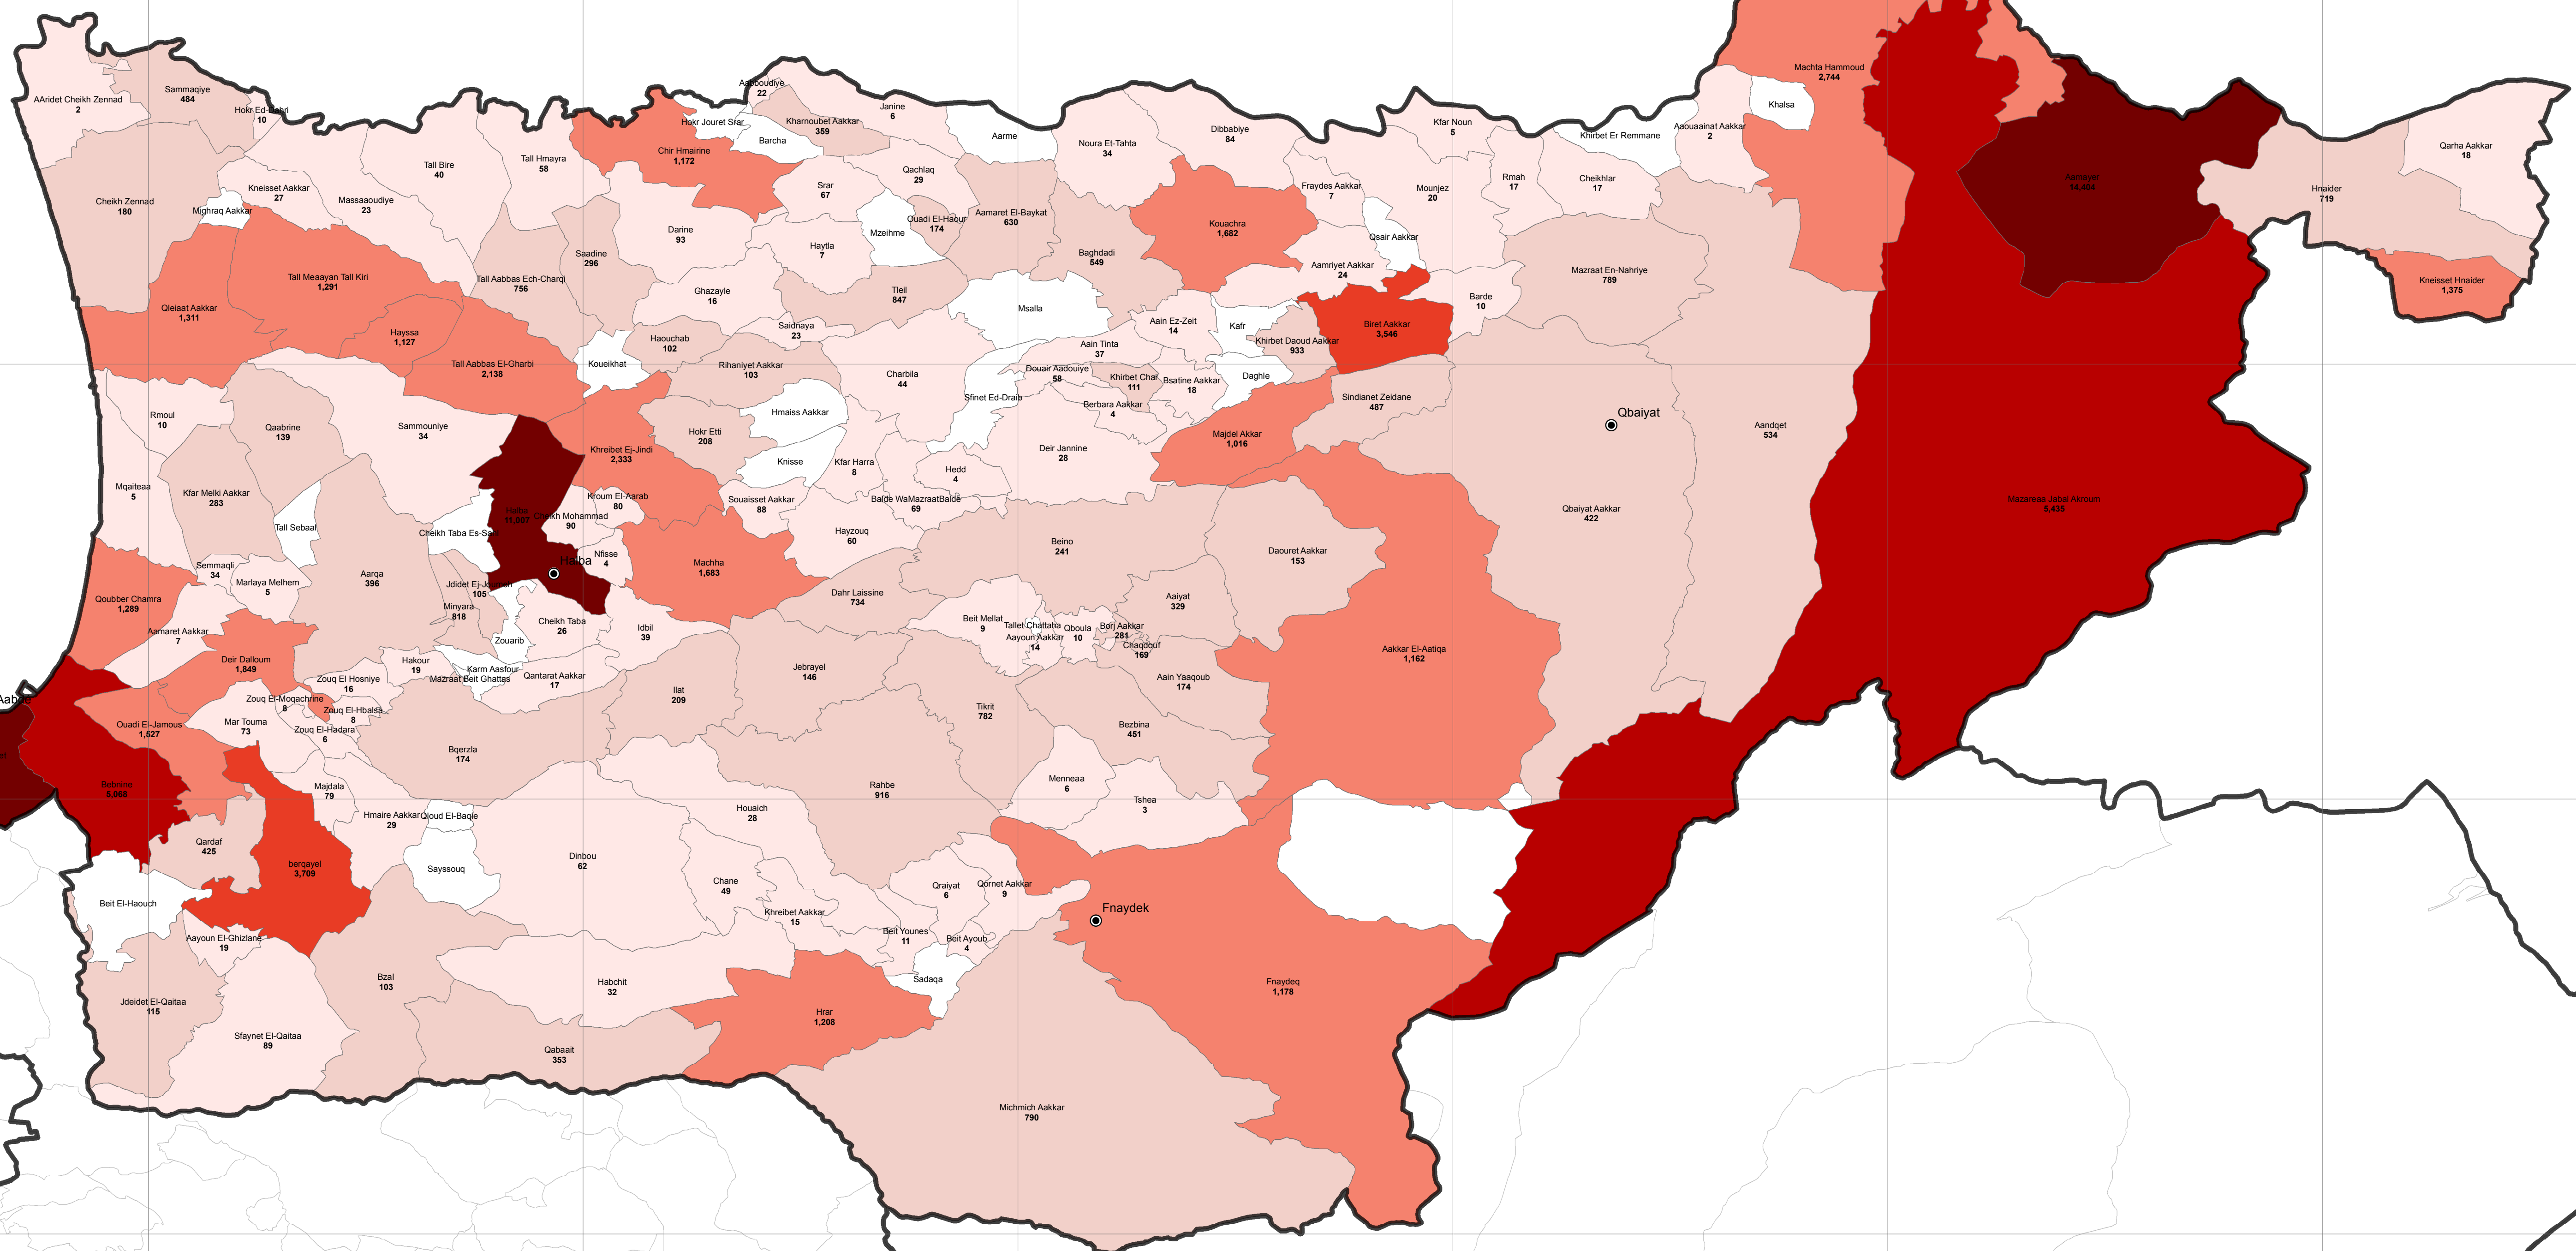 AAridet Cheikh Zennad
2
Sammaqiye
484
Hokr Ed-Dahri
10
Cheikh Zennad
180
Kneisset Aakkar
27
Mighraq Aakkar
Massaaoudiye
23
Tall Bire
40
Tall Hmayra
58
Chir Hmairine
1,172
Hokr Jouret Srar
Aabboudiye
22
Barcha
Kharnoubet Aakkar
359
Janine
6
Aarme
Qachlaq
29
Srar
67
Ouadi El-Haour
174
Mzeihme
Aamaret El-Baykat
630
Noura Et-Tahta
34
Dibbabiye
84
Fraydes Aakkar
7
Kfar Noun
5
Mounjez
20
Rmah
17
Khirbet Er Remmane
Cheikhlar
17
Aaouaainat Aakkar
2
Khalsa
Machta Hammoud
2,744
Aamayer
14,404
Hnaider
719
Qarha Aakkar
18
Kneisset Hnaider
1,375
Tall Meaayan Tall Kiri
1,291
Qleiaat Aakkar
1,311
Hayssa
1,127
Tall Aabbas Ech-Charqi
756
Saadine
296
Darine
93
Haytla
7
Ghazayle
16
Tleil
847
Baghdadi
549
Kouachra
1,682
Qsair Aakkar
Aamriyet Aakkar
24
Mazraat En-Nahriye
789
Barde
10
Biret Aakkar
3,546
Msalla
Saidnaya
23
Haouchab
102
Koueikhat
Rihaniyet Aakkar
103
Tall Aabbas El-Gharbi
2,138
Charbila
44
Aain Tinta
37
Aain Ez-Zeit
14
Kafr
Khirbet Daoud Aakkar
933
Douair Aadouiye
58
Khirbet Char
111
Bsatine Aakkar
18
Daghle
Sfinet Ed-Draib
Berbara Aakkar
4
Sindianet Zeidane
487
Majdel Akkar
1,016
Qbaiyat
Aandqet
534
Rmoul
10
Qaabrine
139
Sammouniye
34
Khreibet Ej-Jindi
2,333
Hokr Etti
208
Hmaiss Aakkar
Knisse
Kfar Harra
8
Hedd
4
Deir Jannine
28
Mqaiteaa
5
Kfar Melki Aakkar
283
Tall Sebaal
Halba
11,007
Kroum El-Aarab
80
Cheikh Mohammad
90
Souaisset Aakkar
88
Balde WaMazraatBalde
69
Hayzouq
60
Qbaiyat Aakkar
422
Mazareaa Jabal Akroum
5,435
Halba
Nfisse
4
Machha
1,683
Beino
241
Daouret Aakkar
153
Semmaqli
34
Marlaya Melhem
5
Aarqa
396
Minyara
818
Qoubber Chamra
1,289
Aamaret Aakkar
7
Dahr Laissine
734
Aaiyat
329
Cheikh Taba
26
Idbil
39
Zouarib
Beit Mellat
9
Tallet Chattaha
Aayoun Aakkar
14
Qboula
10
Borj Aakkar
281
Chaqdouf
169
Aakkar El-Aatiqa
1,162
Deir Dalloum
1,849
Hakour
19
Karm Aasfour
Mazraat Beit Ghattas
Qantarat Aakkar
17
Zouq El Hosniye
16
Zouq El-Moqachrine
8
Zouq El-Hbalsa
8
Zouq El-Hadara
6
Mar Touma
73
Ouadi El-Jamous
1,527
Ilat
209
Jebrayel
146
Aain Yaaqoub
174
Tikrit
782
Bezbina
451
Bqerzla
174
Bebnine
Majdala
79
Hmaire Aakkar
29
Qloud El-Baqle
Rahbe
916
Menneaa
6
Tshea
3
Houaich
28
Qardaf
425
berqayel
3,709
Sayssouq
Dinbou
62
Chane
49
Qraiyat
6
Qornet Aakkar
9
Fnaydek
Beit El-Haouch
Khreibet Aakkar
15
Beit Younes
11
Beit Ayoub
4
Aayoun El-Ghizlane
19
Sadaqa
Bzal
103
Habchit
32
Fnaydeq
1,178
Jdeidet El-Qaitaa
115
Hrar
1,208
Sfaynet El-Qaitaa
89
Qabaait
353
Michmich Aakkar
790